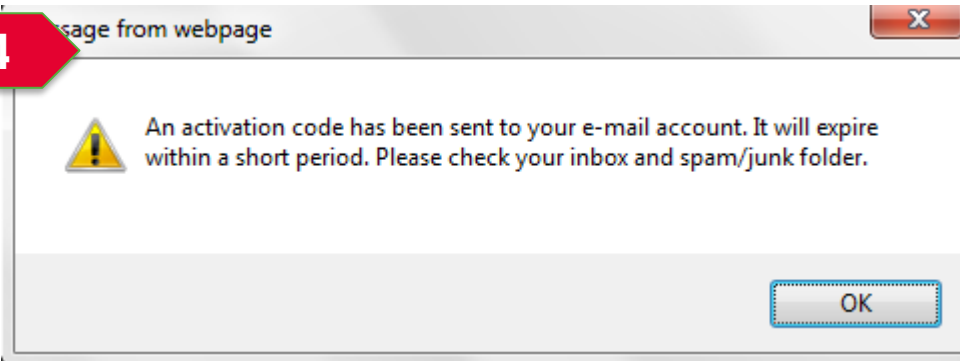 4
from webpage
An activation code has been sent to your e-mail account. It will expire
within a short period. Please check your inbox and spam/junk folder.
OK